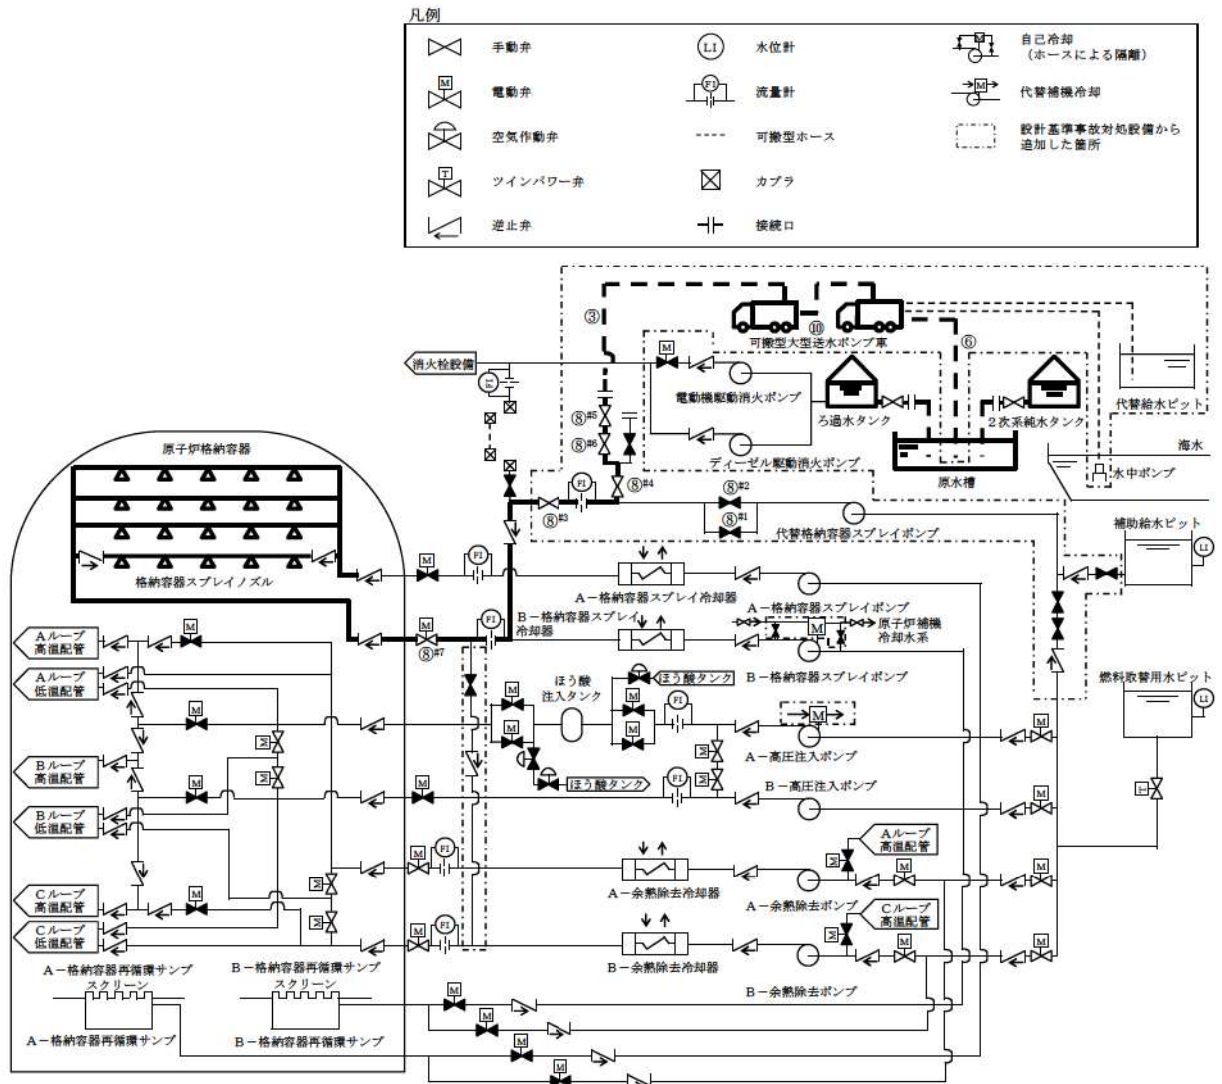 凡例
手動弁
電動弁
空気作動弁
ツインパワー弁
逆止弁
LI 水位計
FI 流量計
可搬型ホース
カプラ
接続口
自己冷却
（ホースによる隔離）
代替補機冷却
設計基準事故対処設備から
追加した箇所
③
⑩
⑥
可搬型大型送水ポンプ車
消火栓設備
電動機駆動消火ポンプ
ろ過水タンク
2次系純水タンク
代替給水ピット
ディーゼル駆動消火ポンプ
原水槽
海水
水中ポンプ
⑧#5
⑧#6
⑧#4
⑧#3
⑧#2
⑧#1
代替格納容器スプレイポンプ
補助給水ピット
原子炉格納容器
格納容器スプレイノズル
A－格納容器スプレイ冷却器
A－格納容器スプレイポンプ
B－格納容器スプレイ
冷却器
原子炉補機
冷却水系
B－格納容器スプレイポンプ
⑧#7
Aループ
高温配管
Aループ
低温配管
Bループ
高温配管
Bループ
低温配管
Cループ
高温配管
Cループ
低温配管
ほう酸
注入タンク
ほう酸タンク
ほう酸タンク
燃料取替用水ピット
A－高圧注入ポンプ
B－高圧注入ポンプ
Aループ
高温配管
A－余熱除去冷却器
A－余熱除去ポンプ
Cループ
高温配管
B－余熱除去冷却器
B－余熱除去ポンプ
A－格納容器再循環サンプ
スクリーン
B－格納容器再循環サンプ
スクリーン
A－格納容器再循環サンプ
B－格納容器再循環サンプ